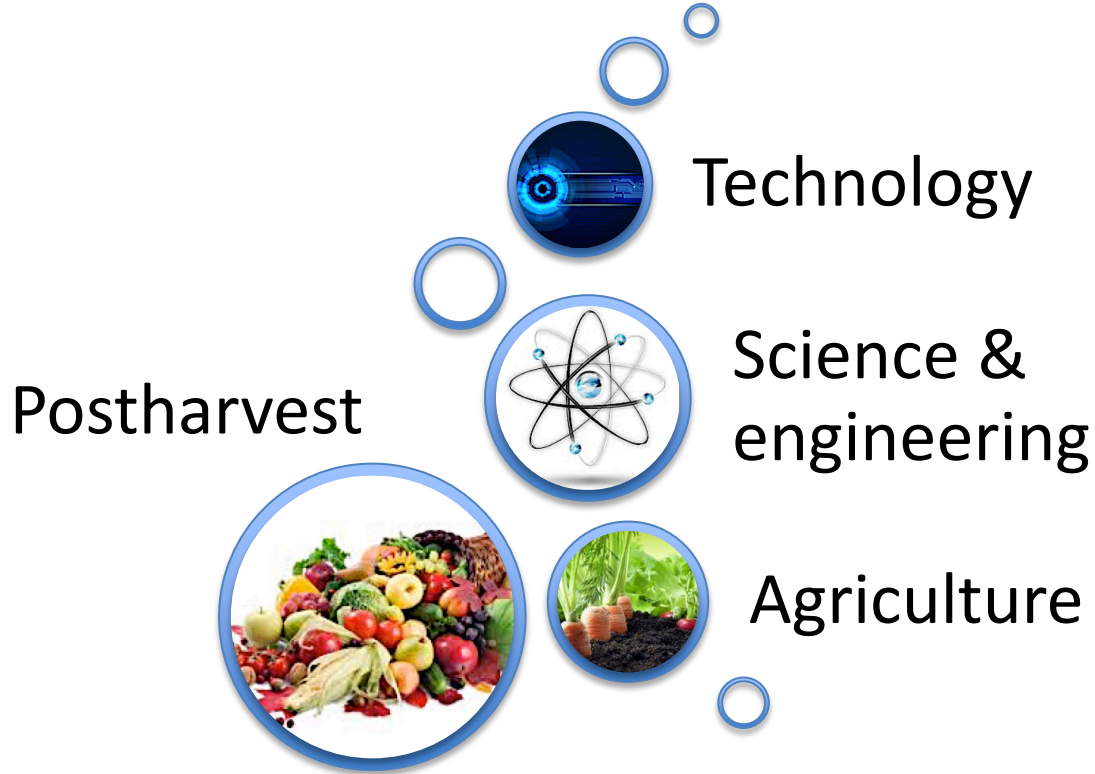 Technology
Science &
engineering
Postharvest
Agriculture